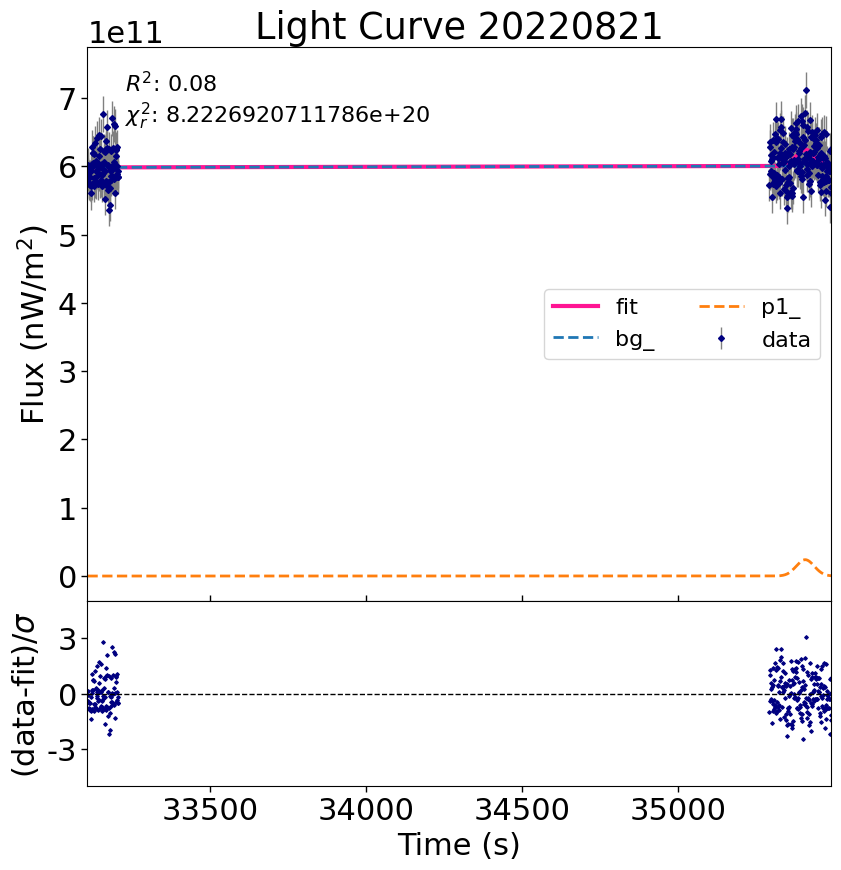 Light Curve 20220821
1e11
R²: 0.08
χ²ᵣ: 8.2226920711786e+20
7
6
5
4
3
2
1
0
Flux (nW/m²)
fit
bg_
p1_
data
3
0
-3
(data-fit)/σ
33500 34000 34500 35000
Time (s)